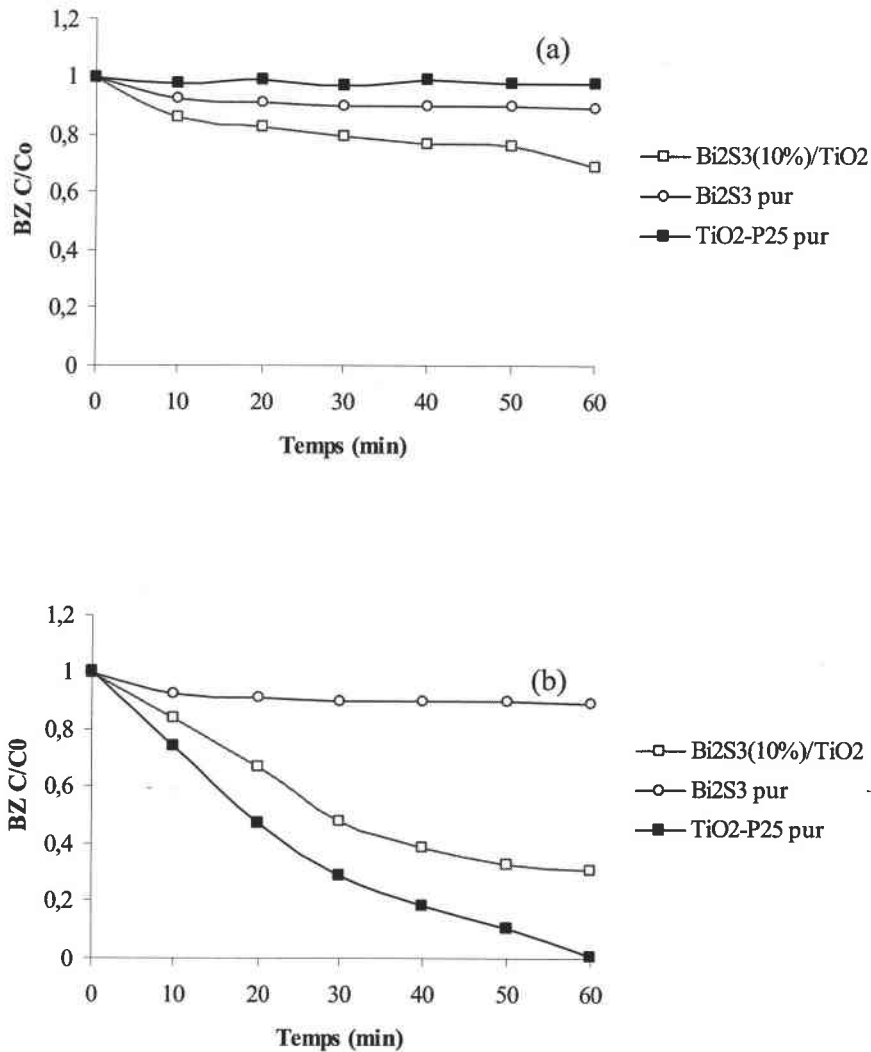 (a)
BZ C/Co
1,2
1
0,8
0,6
0,4
0,2
0
0 10 20 30 40 50 60
Temps (min)
Bi2S3(10%)/TiO2
Bi2S3 pur
TiO2-P25 pur
(b)
BZ C/C0
1,2
1
0,8
0,6
0,4
0,2
0
0 10 20 30 40 50 60
Temps (min)
Bi2S3(10%)/TiO2
Bi2S3 pur
TiO2-P25 pur